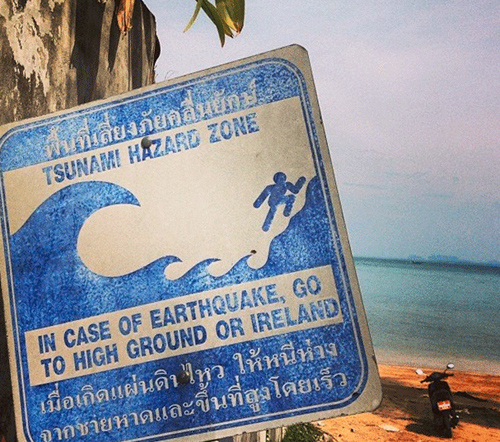 พื้นที่เสี่ยงภัยคลื่นยักษ์
TSUNAMI HAZARD ZONE
IN CASE OF EARTHQUAKE, GO
TO HIGH GROUND OR IRELAND
เมื่อเกิดแผ่นดินไหว ให้หนีห่าง
จากชายหาดและขึ้นที่สูงโดยเร็ว